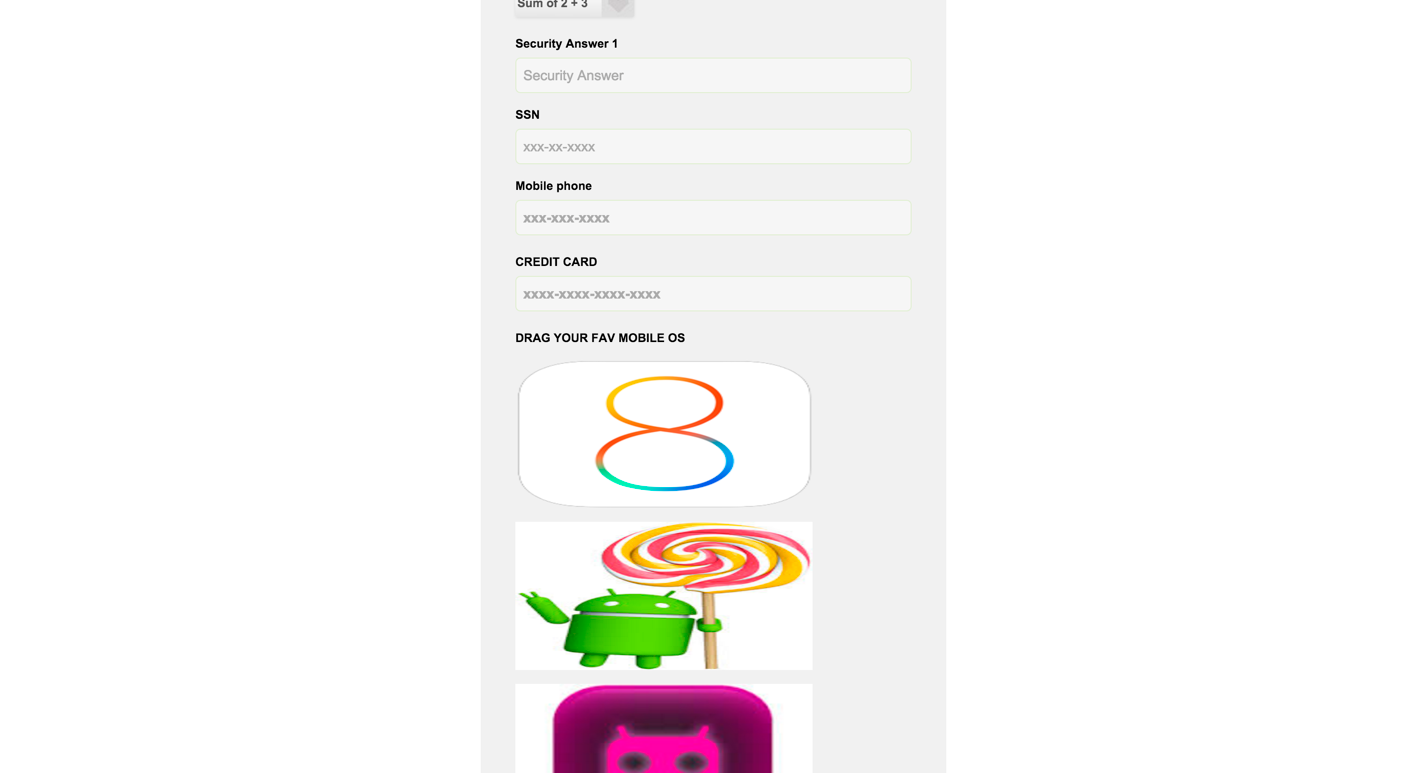 Sum of 2 + 3
Security Answer 1
Security Answer
SSN
xxx-xx-xxxx
Mobile phone
xxx-xxx-xxxx
CREDIT CARD
xxxx-xxxx-xxxx-xxxx
DRAG YOUR FAV MOBILE OS